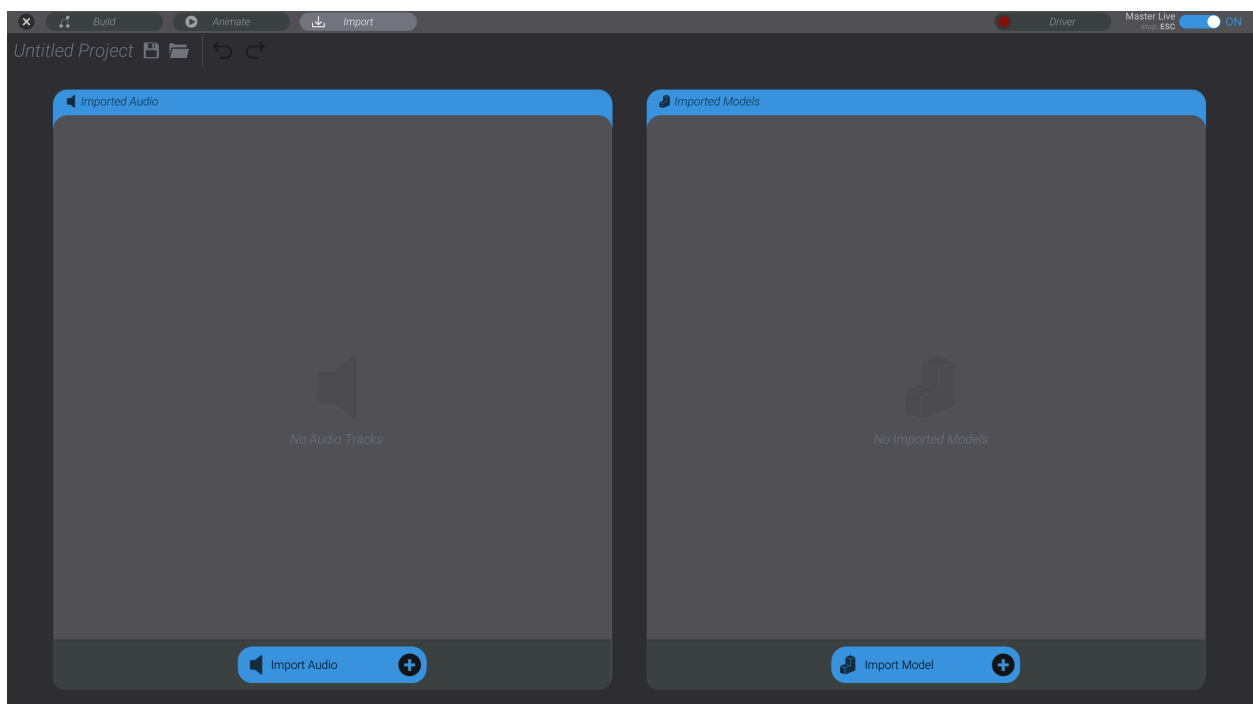 Build
Animate
Import
Driver
Master Live
stop: ESC
ON
Untitled Project
Imported Audio
Imported Models
No Audio Tracks
No Imported Models
Import Audio
Import Model